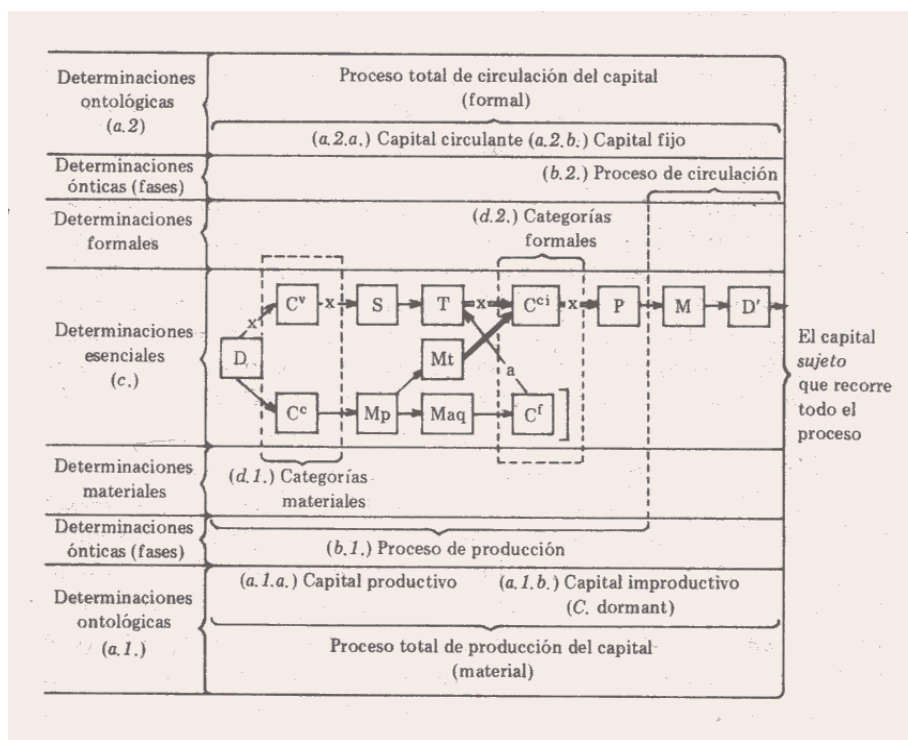 Determinaciones
ontológicas
(a.2)
Proceso total de circulación del capital
(formal)
(a.2.a.) Capital circulante (a.2.b.) Capital fijo
Determinaciones
ónticas (fases)
(b.2.) Proceso de circulación
Determinaciones
formales
(d.2.) Categorías
formales
Determinaciones
esenciales
(c.)
Cv x S T x Cci x P M D'
x
D
Mt
a
Cc Mp Maq Cf
El capital
sujeto
que recorre
todo el
proceso
Determinaciones
materiales
(d.1.) Categorías
materiales
Determinaciones
ónticas (fases)
(b.1.) Proceso de producción
Determinaciones
ontológicas
(a.1.)
(a.1.a.) Capital productivo (a.1.b.) Capital improductivo
(C. dormant)
Proceso total de producción del capital
(material)